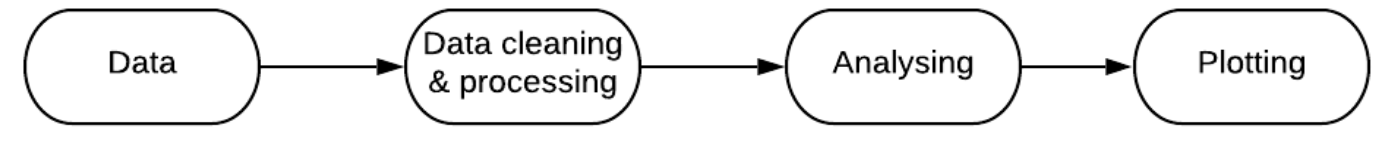 Data
Data cleaning
& processing
Analysing
Plotting